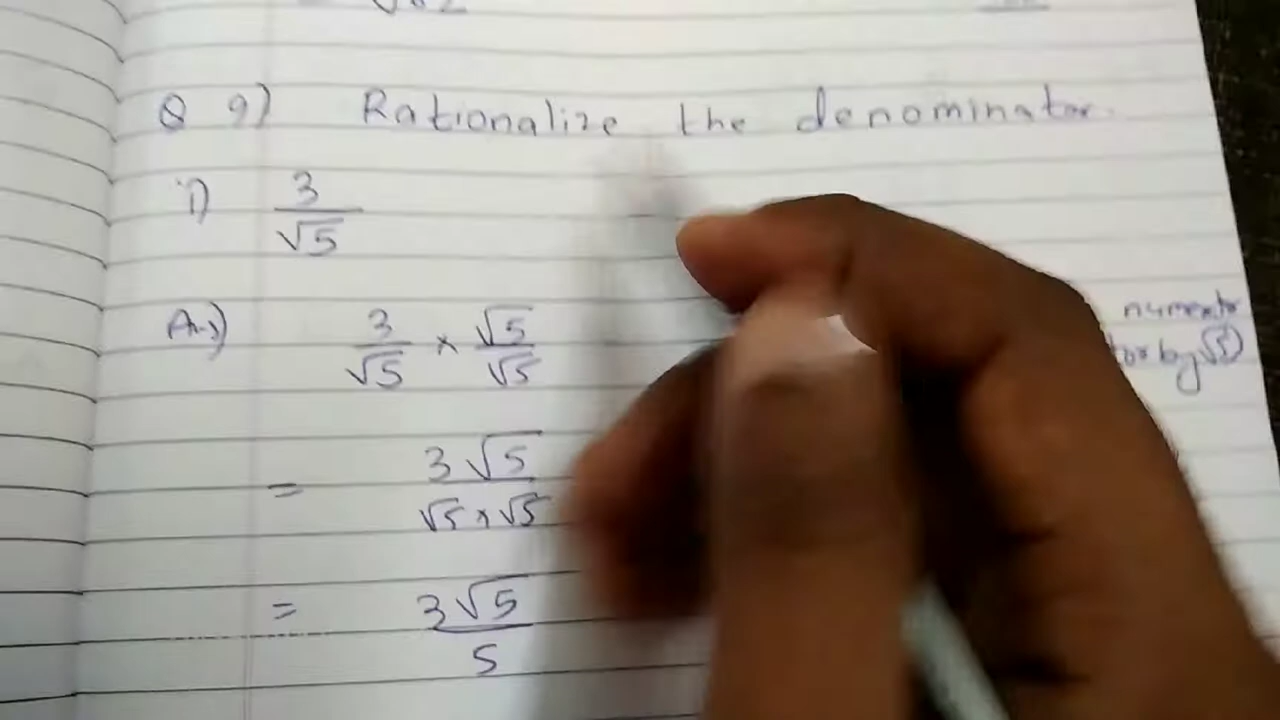 Q 9) Rationalize the denominator.
i) 3/√5
Ans) 3/√5 × √5/√5
by √5)
= 3√5/√5×√5
= 3√5/5